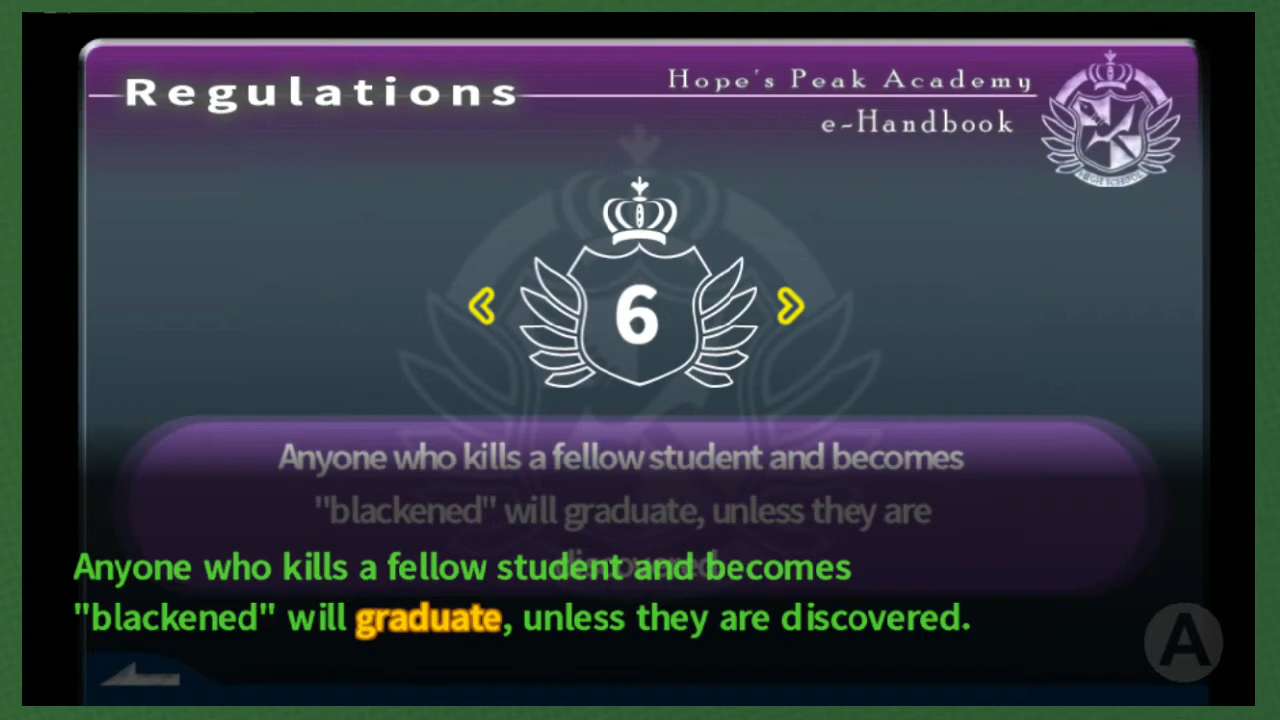 Regulations
Hope's Peak Academy
e-Handbook
6
Anyone who kills a fellow student and becomes
"blackened" will graduate, unless they are
discovered.
Anyone who kills a fellow student and becomes
"blackened" will graduate, unless they are discovered.
A